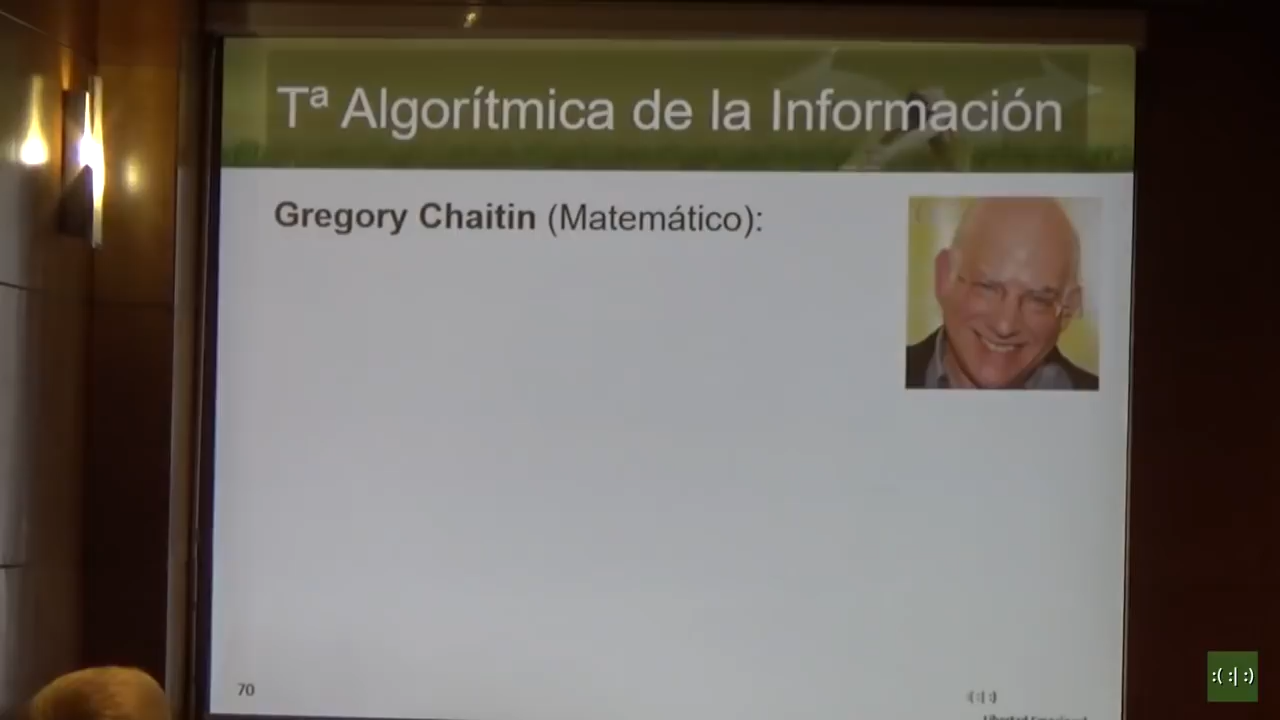 Tª Algorítmica de la Información
Gregory Chaitin (Matemático):
70
:( :| :)
:( :| :)